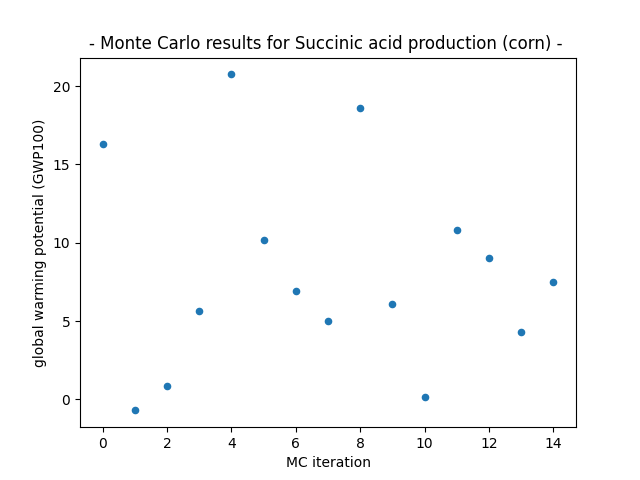 - Monte Carlo results for Succinic acid production (corn) -
global warming potential (GWP100)
20
15
10
5
0
0 2 4 6 8 10 12 14
MC iteration